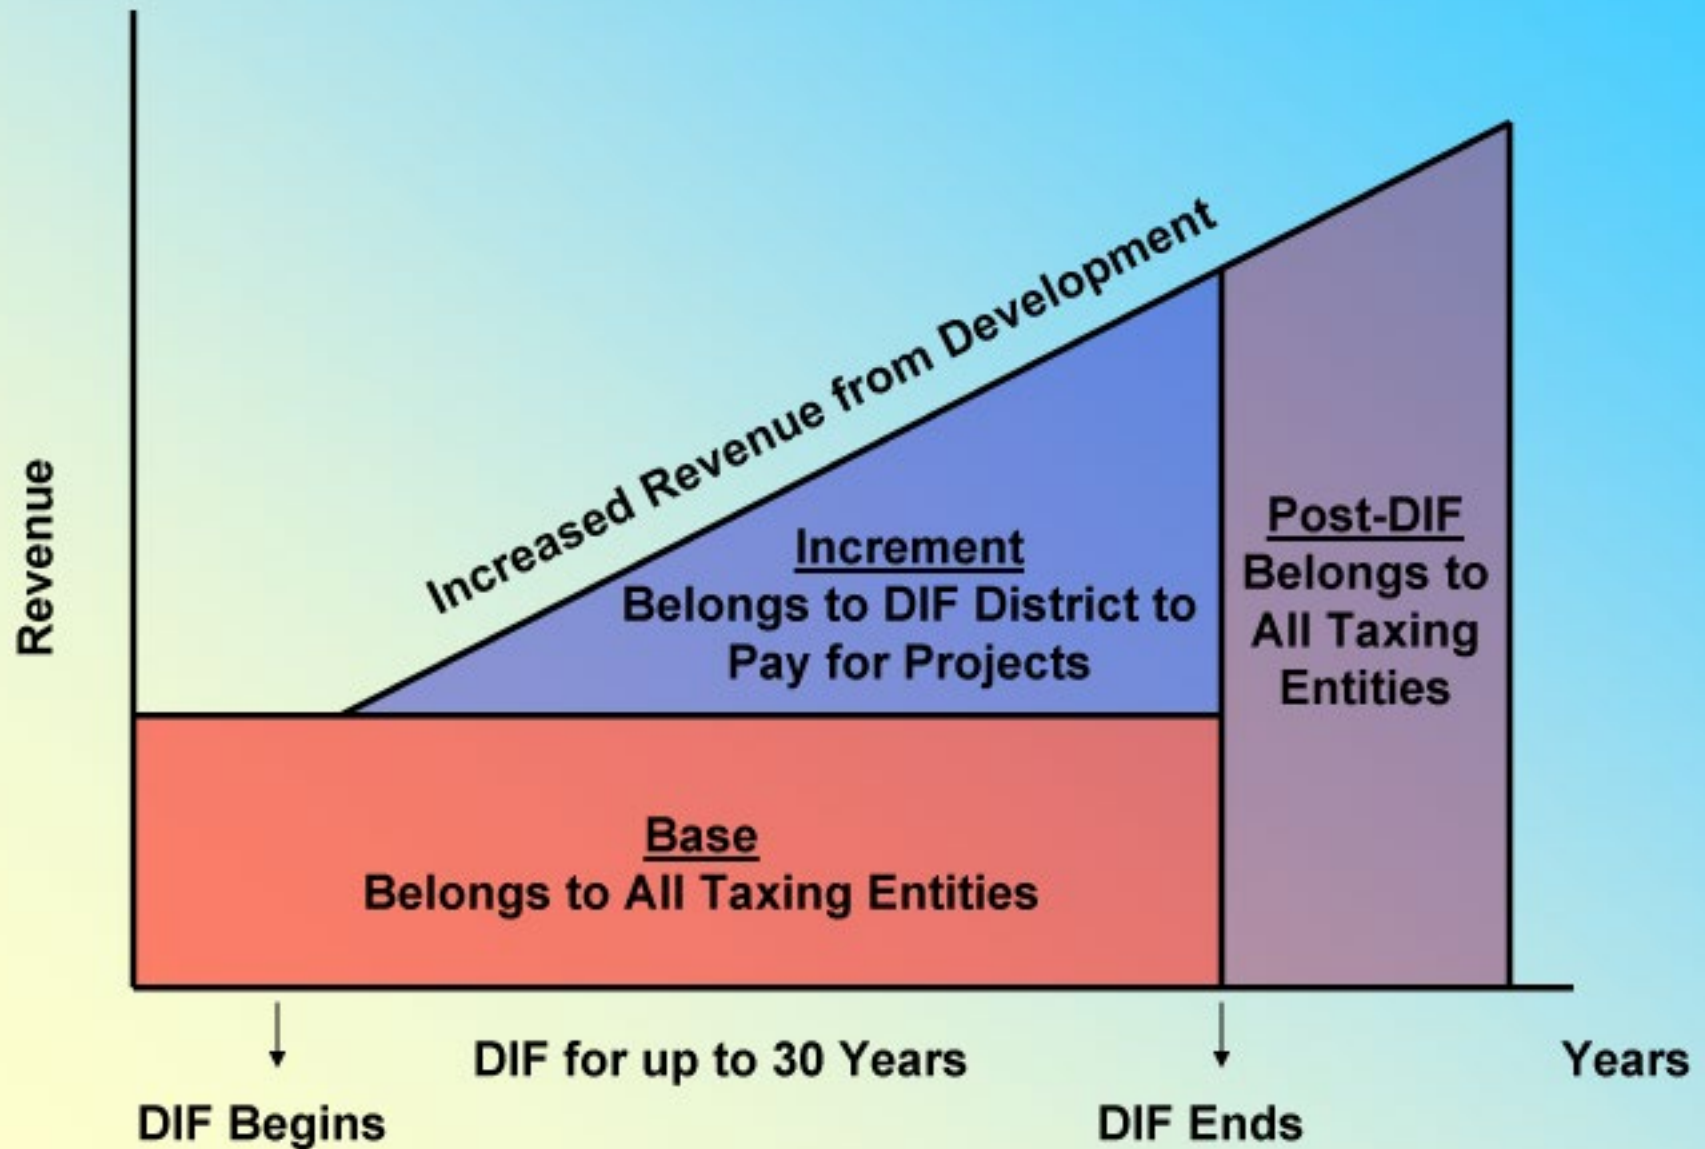 Revenue
Increased Revenue from Development
Increment
Belongs to DIF District to
Pay for Projects
Post-DIF
Belongs to
All Taxing
Entities
Base
Belongs to All Taxing Entities
DIF for up to 30 Years
Years
DIF Begins
DIF Ends